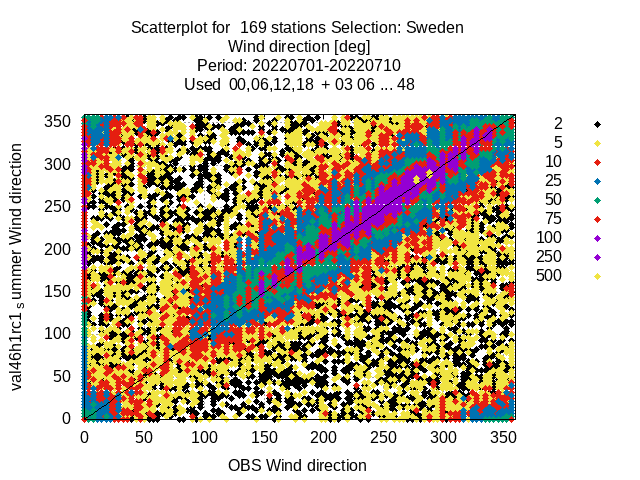 Scatterplot for 169 stations Selection: Sweden
Wind direction [deg]
Period: 20220701-20220710
Used 00,06,12,18 + 03 06 ... 48
val46h1rc1 s ummer Wind direction
350
300
250
200
150
100
50
0
0 50 100 150 200 250 300 350
OBS Wind direction
2
5
10
25
50
75
100
250
500